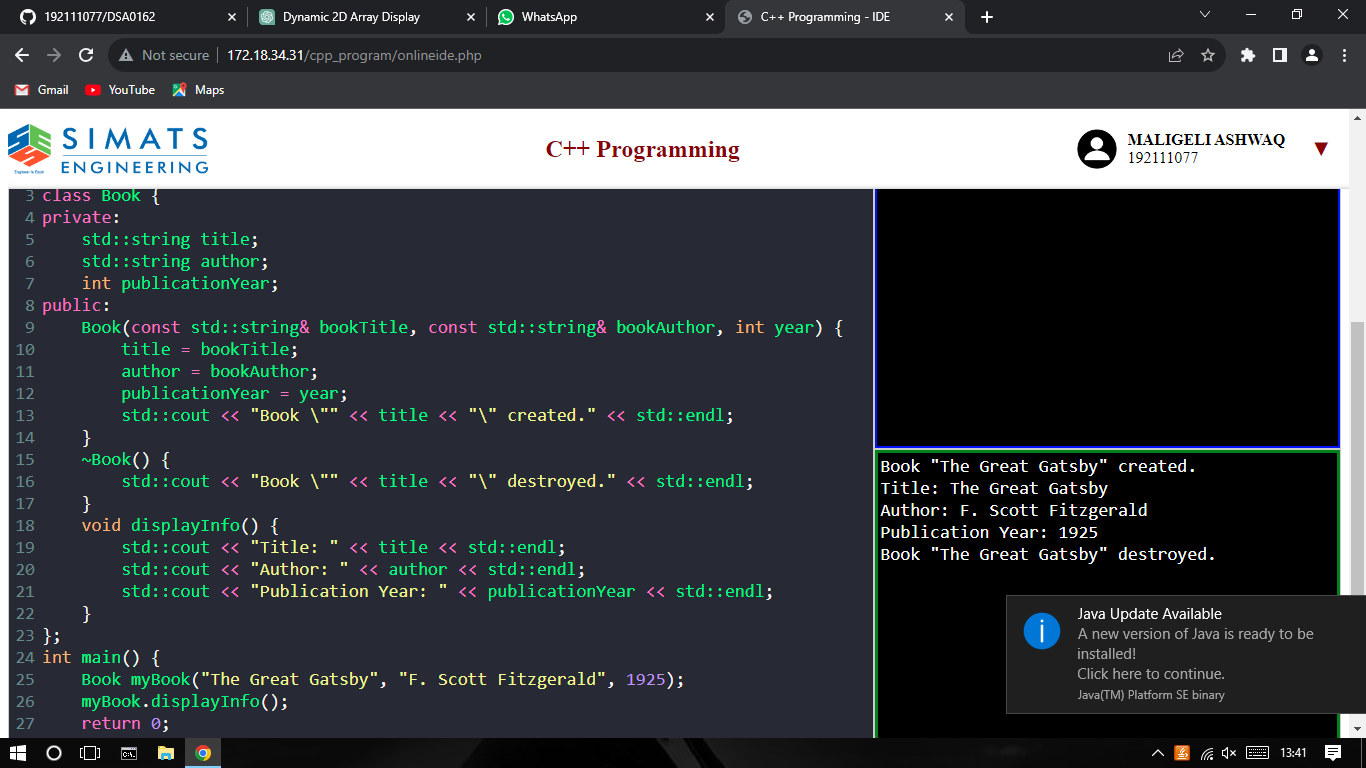 192111077/DSA0162
Dynamic 2D Array Display
WhatsApp
C++ Programming - IDE
Not secure
172.18.34.31/cpp_program/onlineide.php
Gmail
YouTube
Maps
SIMATS
ENGINEERING
Engineer to Excel
C++ Programming
MALIGELI ASHWAQ
192111077
3 class Book {
4 private:
5     std::string title;
6     std::string author;
7     int publicationYear;
8 public:
9     Book(const std::string& bookTitle, const std::string& bookAuthor, int year) {
10         title = bookTitle;
11         author = bookAuthor;
12         publicationYear = year;
13         std::cout << "Book \"" << title << "\" created." << std::endl;
14     }
15     ~Book() {
16         std::cout << "Book \"" << title << "\" destroyed." << std::endl;
17     }
18     void displayInfo() {
19         std::cout << "Title: " << title << std::endl;
20         std::cout << "Author: " << author << std::endl;
21         std::cout << "Publication Year: " << publicationYear << std::endl;
22     }
23 };
24 int main() {
25     Book myBook("The Great Gatsby", "F. Scott Fitzgerald", 1925);
26     myBook.displayInfo();
27     return 0;
Book "The Great Gatsby" created.
Title: The Great Gatsby
Author: F. Scott Fitzgerald
Publication Year: 1925
Book "The Great Gatsby" destroyed.
Java Update Available
A new version of Java is ready to be
installed!
Click here to continue.
Java(TM) Platform SE binary
13:41